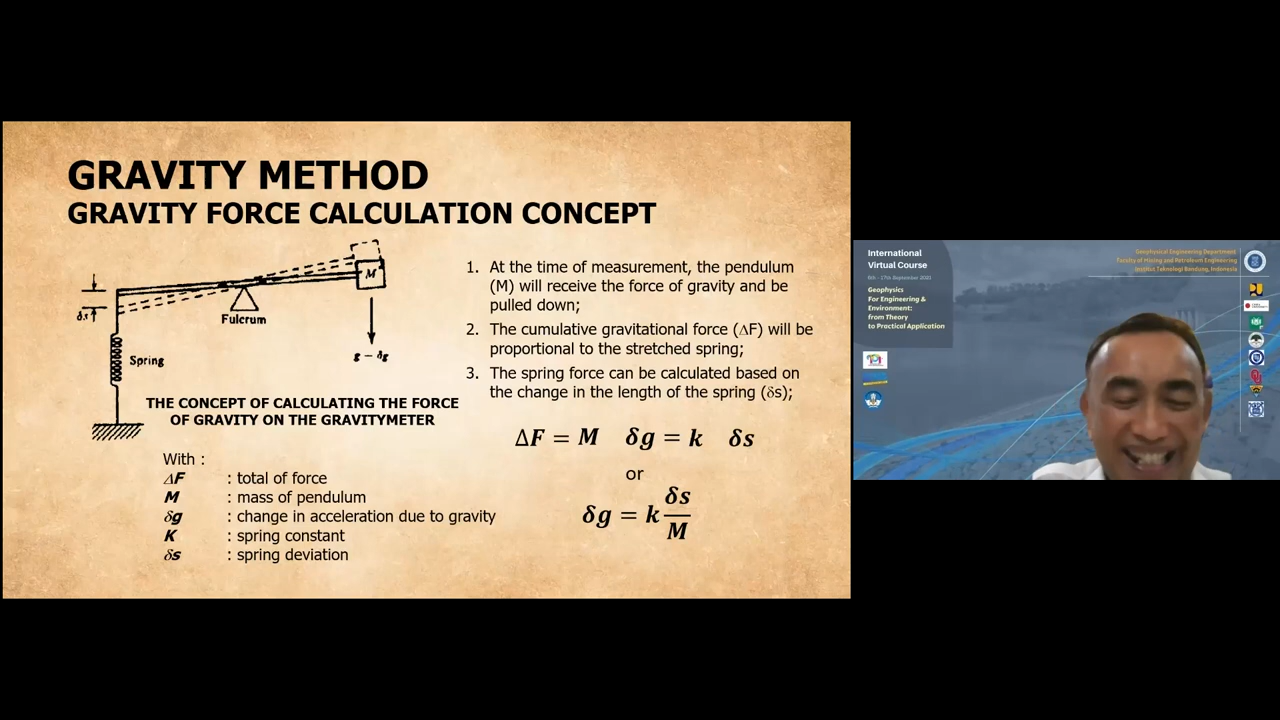 GRAVITY METHOD
GRAVITY FORCE CALCULATION CONCEPT
M
δs
Fulcrum
Spring
g - δg
THE CONCEPT OF CALCULATING THE FORCE
OF GRAVITY ON THE GRAVITYMETER
With :
ΔF : total of force
M : mass of pendulum
δg : change in acceleration due to gravity
K : spring constant
δs : spring deviation
1. At the time of measurement, the pendulum
(M) will receive the force of gravity and be
pulled down;
2. The cumulative gravitational force (ΔF) will be
proportional to the stretched spring;
3. The spring force can be calculated based on
the change in the length of the spring (δs);
ΔF = M δg = k δs
or
δg = k δs/M
International
Virtual Course
6th - 17th September 2021
Geophysics
For Engineering &
Environment:
from Theory
to Practical Application
Geophysical Engineering Department
Faculty of Mining and Petroleum Engineering
Institut Teknologi Bandung, Indonesia